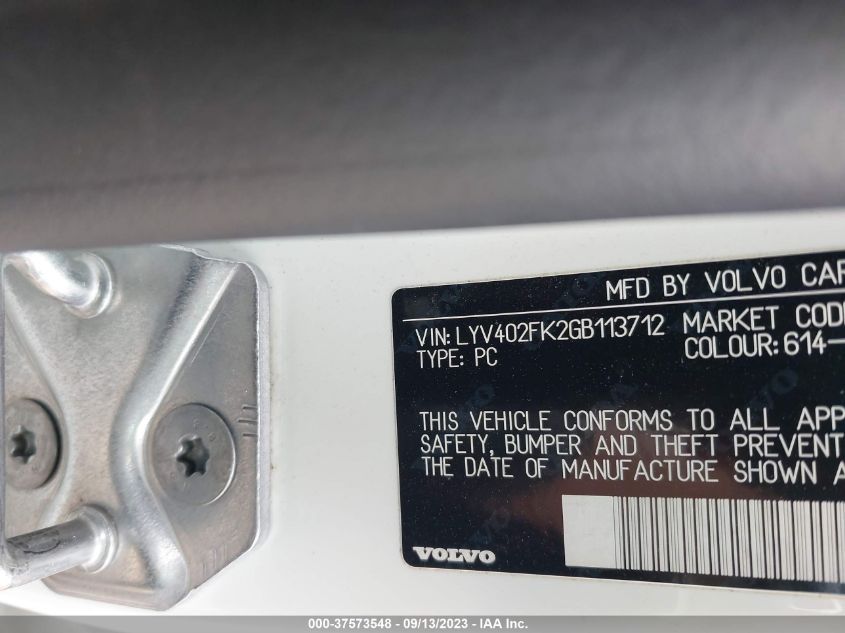 MFD BY VOLVO CAR
VIN: LYV402FK2GB113712 MARKET COD
TYPE: PC COLOUR: 614-
THIS VEHICLE CONFORMS TO ALL APP
SAFETY, BUMPER AND THEFT PREVENT
THE DATE OF MANUFACTURE SHOWN A
VOLVO
000-37573548 - 09/13/2023 - IAA Inc.